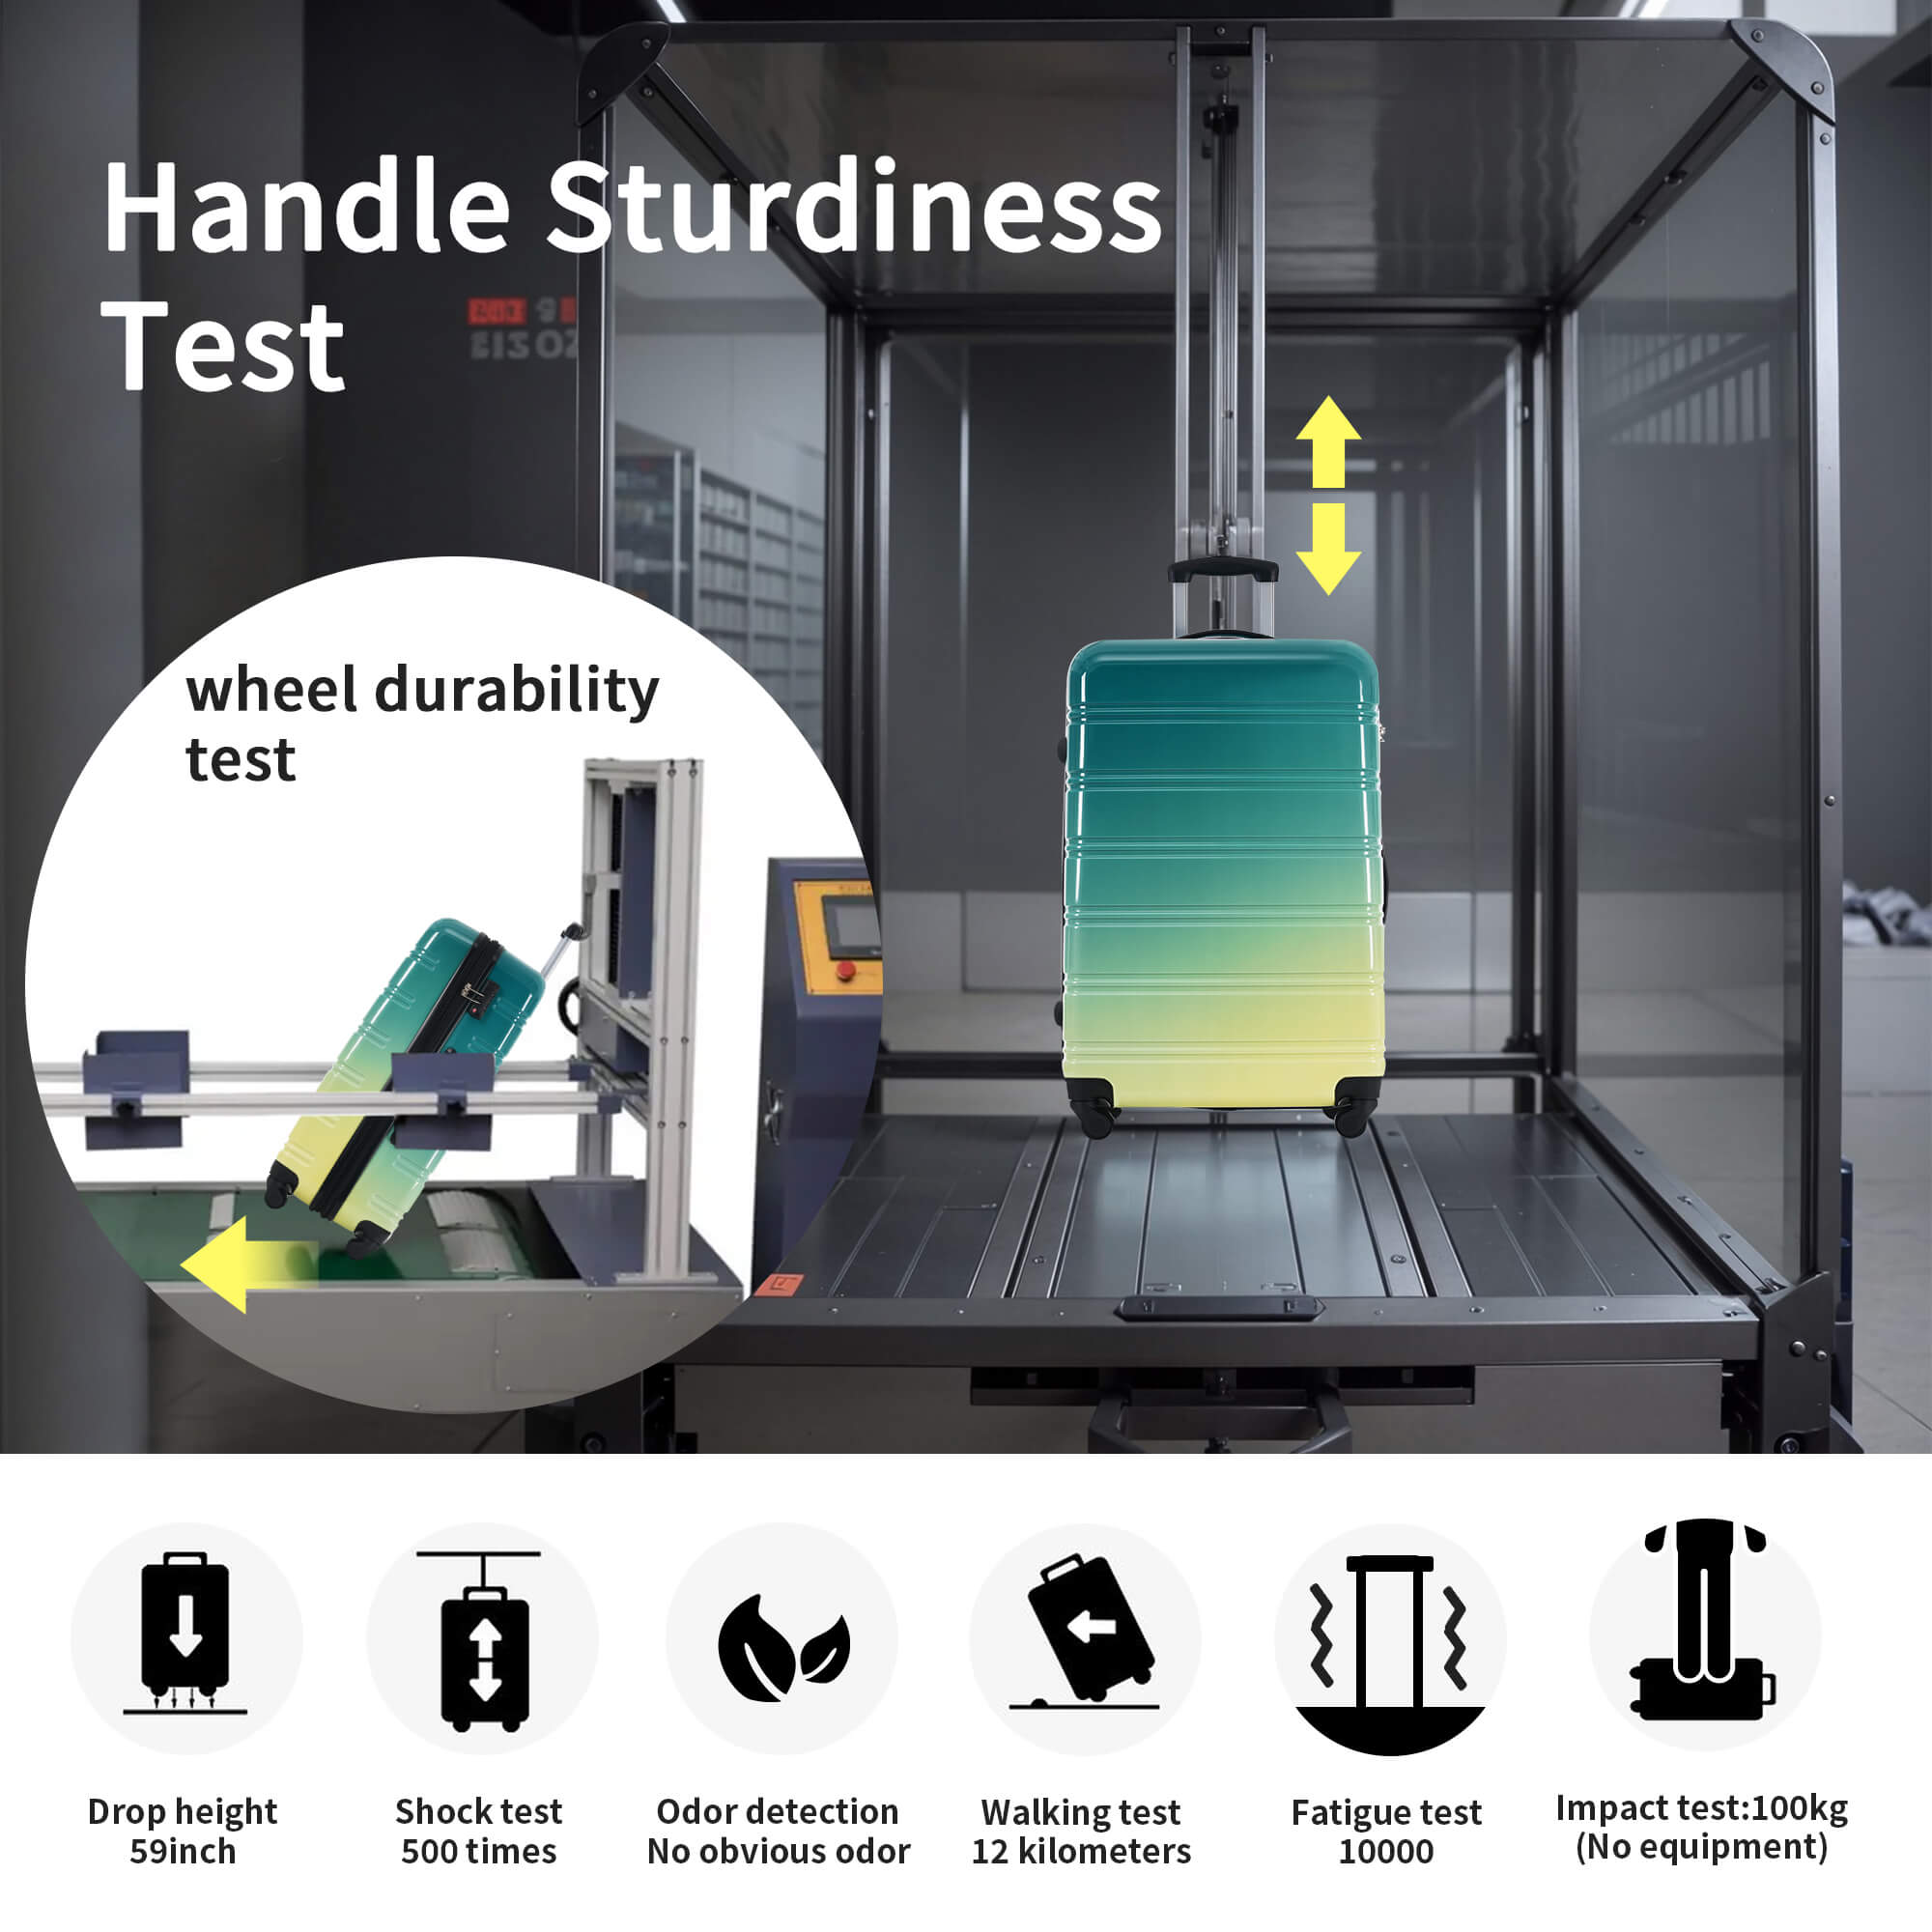 Handle Sturdiness
Test
wheel durability
test
Drop height
59inch
Shock test
500 times
Odor detection
No obvious odor
Walking test
12 kilometers
Fatigue test
10000
Impact test:100kg
(No equipment)